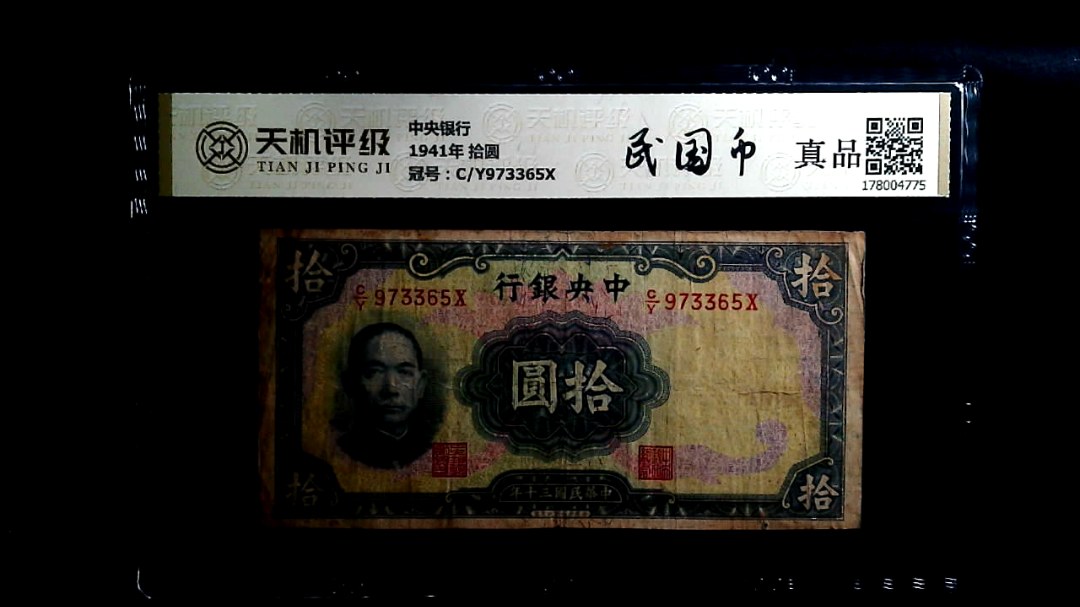 天机评级
TIAN JI PING JI
中央银行
1941年 拾圆
冠号：C/Y973365X
民国币
真品
178004775
拾
拾
行銀央中
C/Y 973365X
C/Y 973365X
圓拾
年十三國民華中
拾
拾